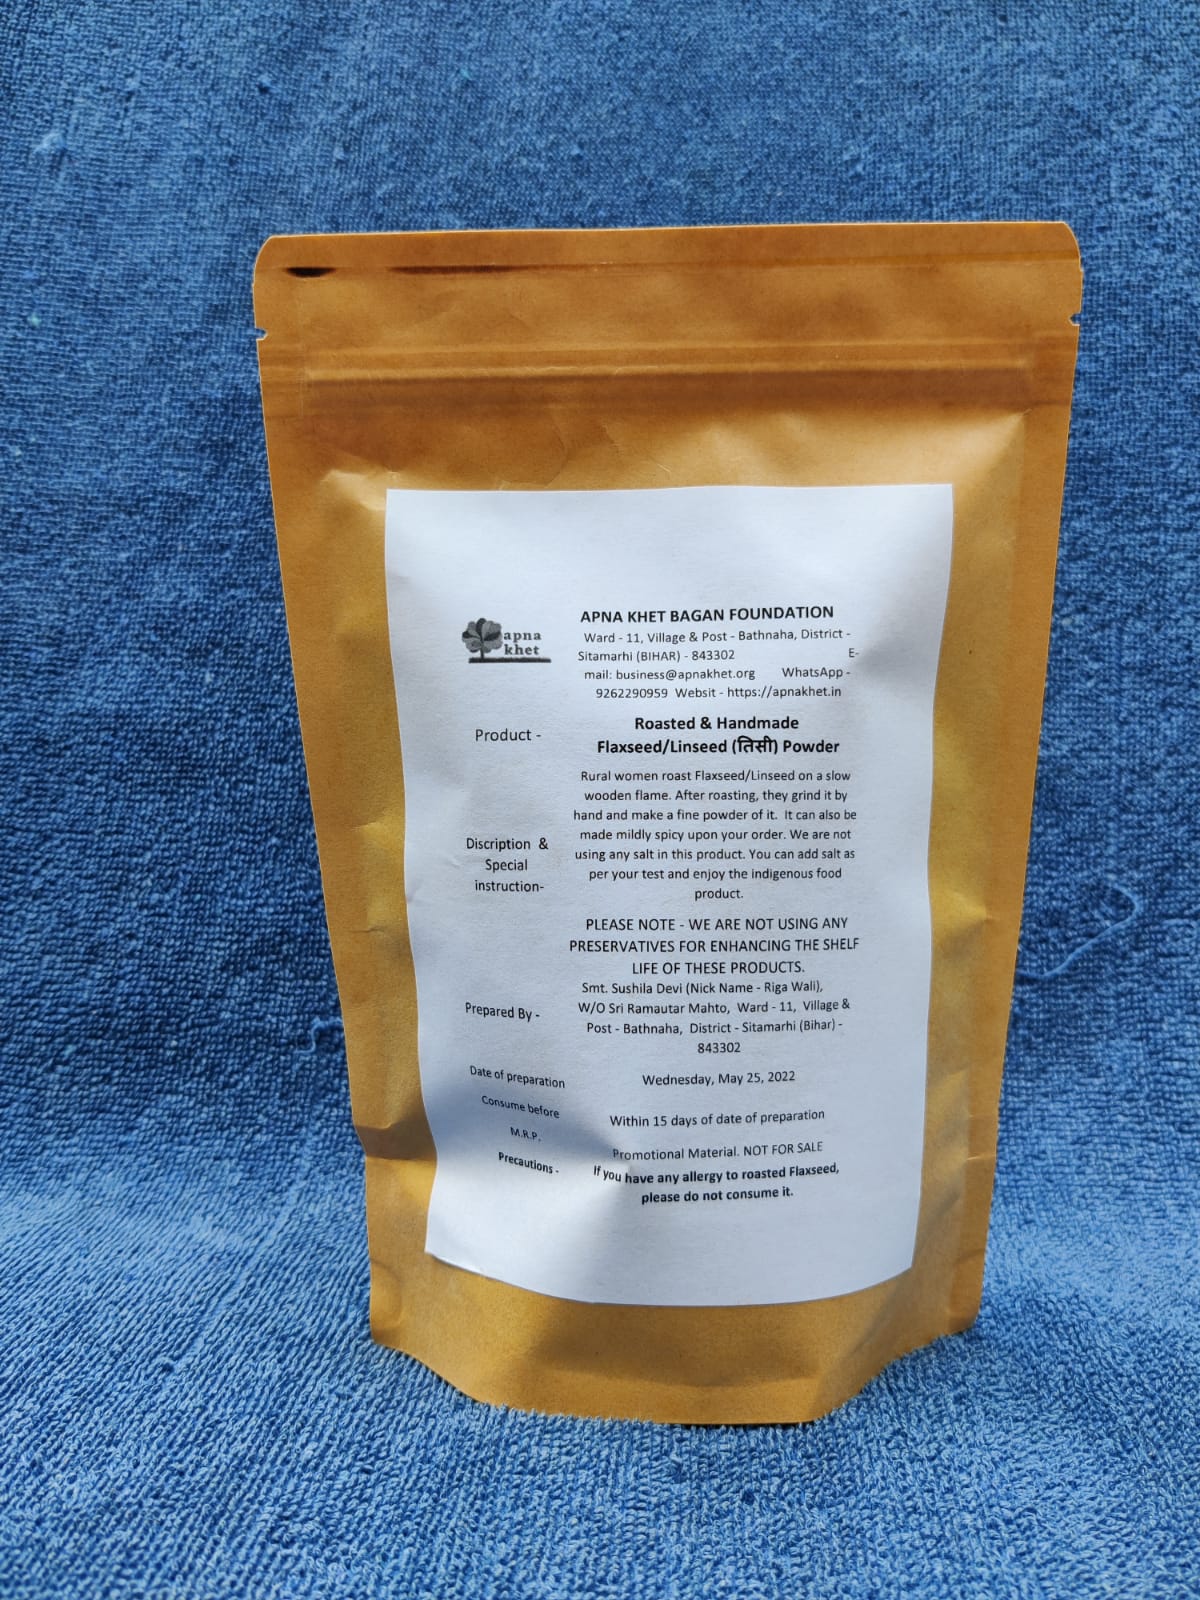 apna
khet
APNA KHET BAGAN FOUNDATION
Ward - 11, Village & Post - Bathnaha, District -
Sitamarhi (BIHAR) - 843302 E-
mail: business@apnakhet.org WhatsApp -
9262290959 Websit - https://apnakhet.in
Product -
Roasted & Handmade
Flaxseed/Linseed (तिसी) Powder
Discription &
Special
instruction-
Rural women roast Flaxseed/Linseed on a slow
wooden flame. After roasting, they grind it by
hand and make a fine powder of it. It can also be
made mildly spicy upon your order. We are not
using any salt in this product. You can add salt as
per your test and enjoy the indigenous food
product.
PLEASE NOTE - WE ARE NOT USING ANY
PRESERVATIVES FOR ENHANCING THE SHELF
LIFE OF THESE PRODUCTS.
Prepared By -
Smt. Sushila Devi (Nick Name - Riga Wali),
W/O Sri Ramautar Mahto, Ward - 11, Village &
Post - Bathnaha, District - Sitamarhi (Bihar) -
843302
Date of preparation Wednesday, May 25, 2022
Consume before Within 15 days of date of preparation
M.R.P. Promotional Material. NOT FOR SALE
Precautions - If you have any allergy to roasted Flaxseed,
please do not consume it.